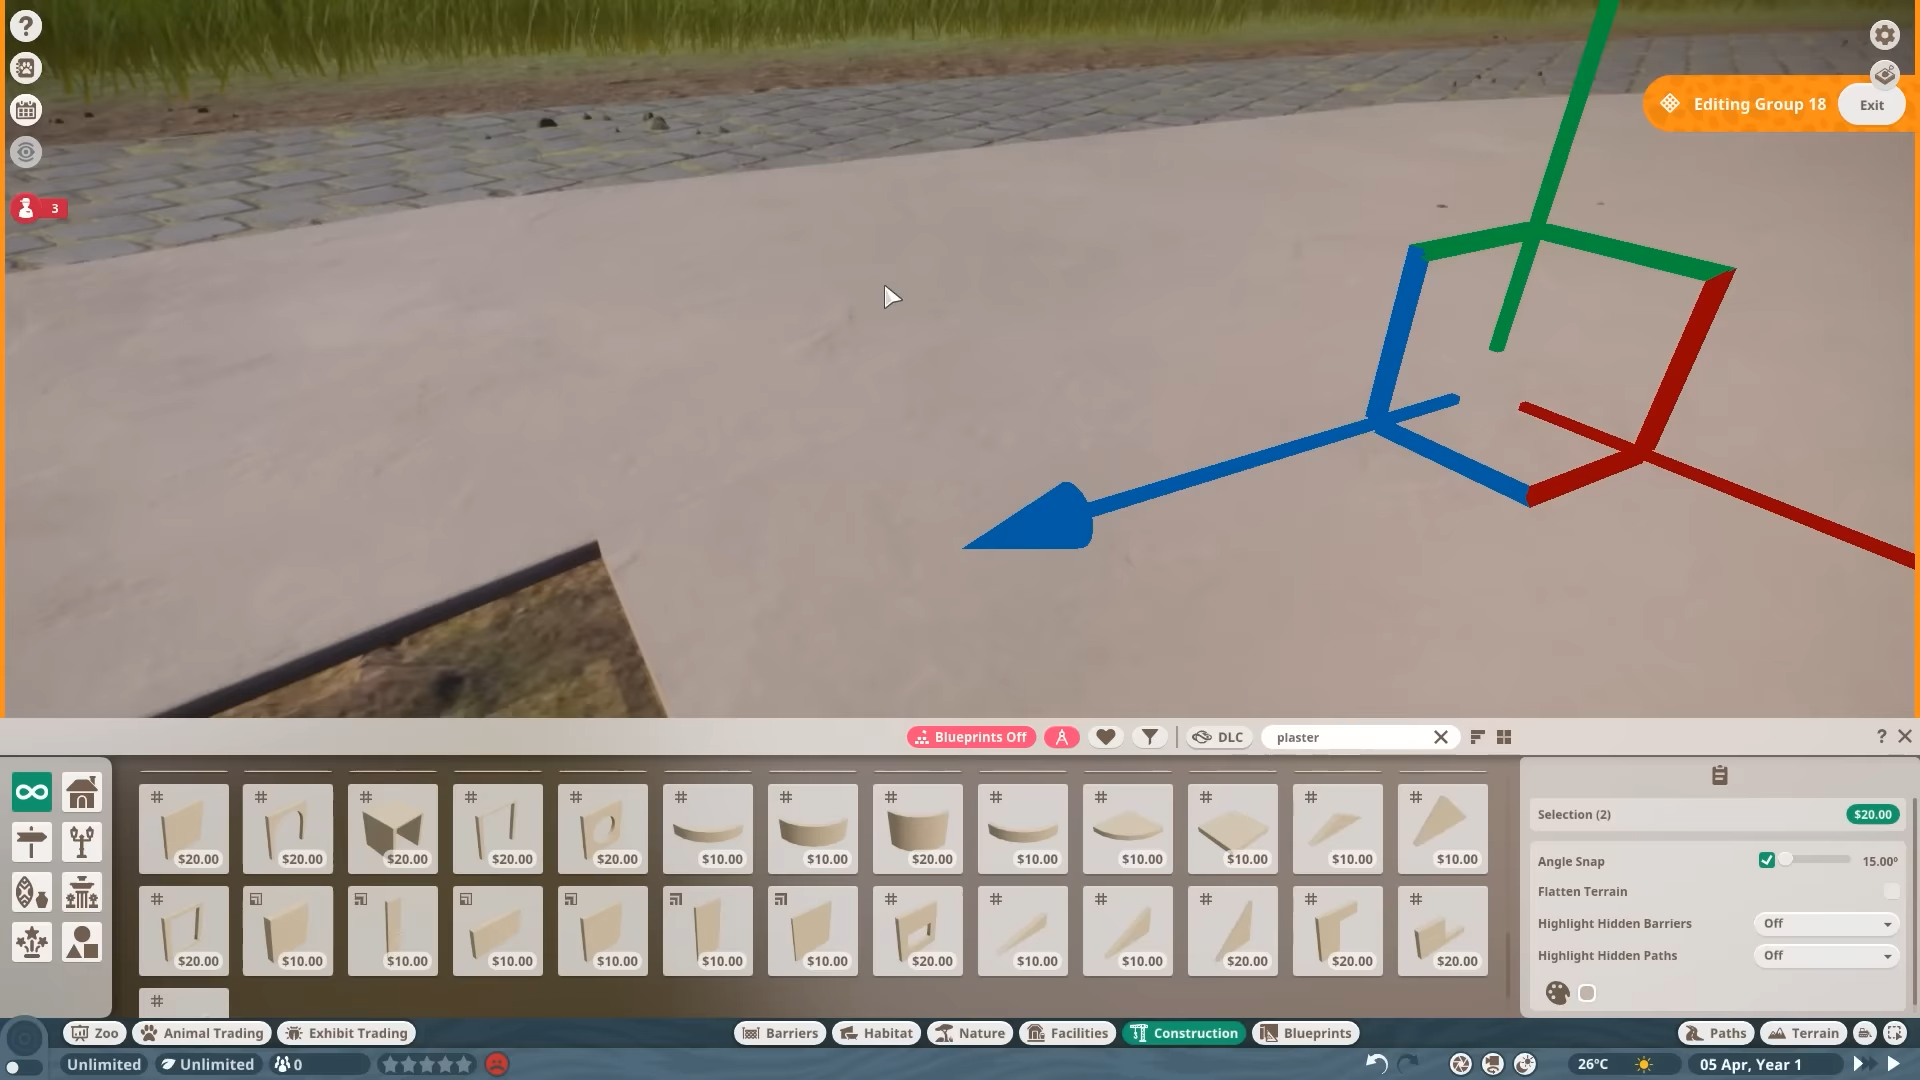 ?
Editing Group 18
Exit
3
Blueprints Off
DLC
plaster
?
$20.00
$20.00
$20.00
$20.00
$20.00
$10.00
$10.00
$20.00
$10.00
$10.00
$10.00
$10.00
$10.00
$20.00
$10.00
$10.00
$10.00
$10.00
$10.00
$10.00
$20.00
$10.00
$10.00
$20.00
$20.00
$20.00
Selection (2)
$20.00
Angle Snap
15.00°
Flatten Terrain
Highlight Hidden Barriers
Off
Highlight Hidden Paths
Off
Zoo
Animal Trading
Exhibit Trading
Barriers
Habitat
Nature
Facilities
Construction
Blueprints
Paths
Terrain
Unlimited
Unlimited
0
26°C
05 Apr, Year 1